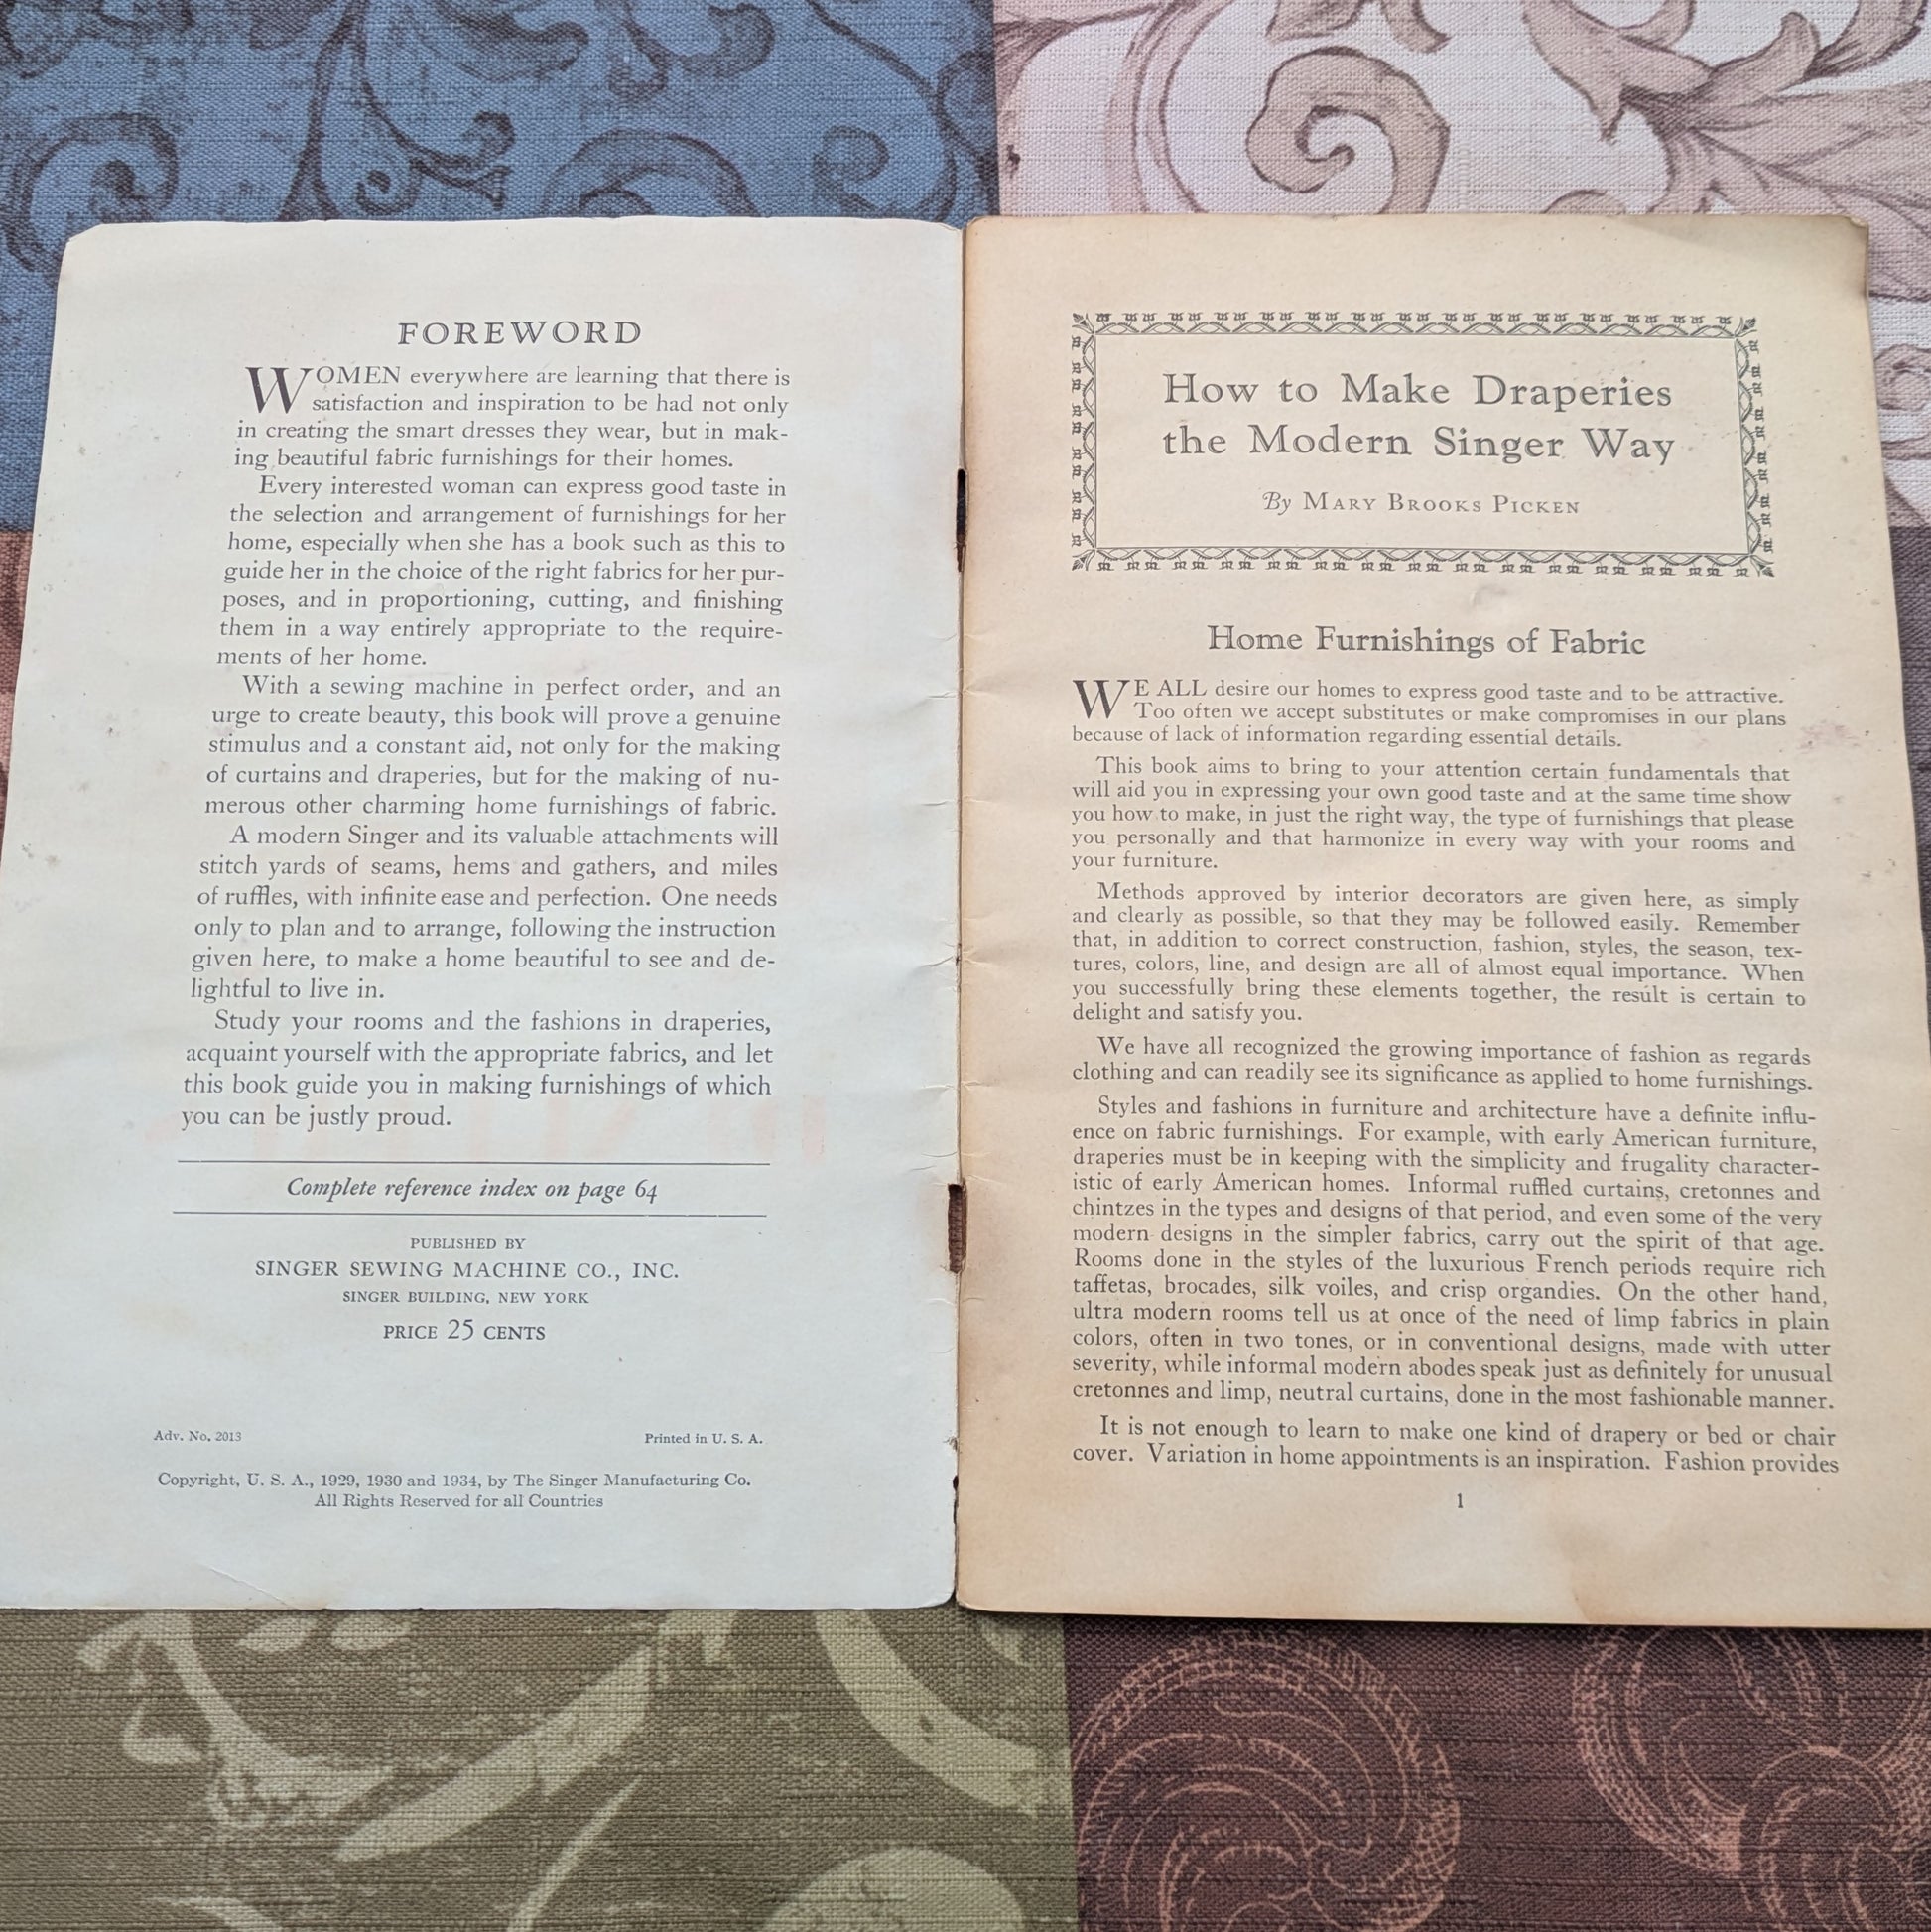 FOREWORD
WOMEN everywhere are learning that there is
satisfaction and inspiration to be had not only
in creating the smart dresses they wear, but in mak-
ing beautiful fabric furnishings for their homes.
Every interested woman can express good taste in
the selection and arrangement of furnishings for her
home, especially when she has a book such as this to
guide her in the choice of the right fabrics for her pur-
poses, and in proportioning, cutting, and finishing
them in a way entirely appropriate to the require-
ments of her home.
With a sewing machine in perfect order, and an
urge to create beauty, this book will prove a genuine
stimulus and a constant aid, not only for the making
of curtains and draperies, but for the making of nu-
merous other charming home furnishings of fabric.
A modern Singer and its valuable attachments will
stitch yards of seams, hems and gathers, and miles
of ruffles, with infinite ease and perfection. One needs
only to plan and to arrange, following the instruction
given here, to make a home beautiful to see and de-
lightful to live in.
Study your rooms and the fashions in draperies,
acquaint yourself with the appropriate fabrics, and let
this book guide you in making furnishings of which
you can be justly proud.
Complete reference index on page 64
PUBLISHED BY
SINGER SEWING MACHINE CO., INC.
SINGER BUILDING, NEW YORK
PRICE 25 CENTS
Adv. No. 2013 Printed in U. S. A.
Copyright, U. S. A., 1929, 1930 and 1934, by The Singer Manufacturing Co.
All Rights Reserved for all Countries
How to Make Draperies
the Modern Singer Way
By MARY BROOKS PICKEN
Home Furnishings of Fabric
WE ALL desire our homes to express good taste and to be attractive.
Too often we accept substitutes or make compromises in our plans
because of lack of information regarding essential details.
This book aims to bring to your attention certain fundamentals that
will aid you in expressing your own good taste and at the same time show
you how to make, in just the right way, the type of furnishings that please
you personally and that harmonize in every way with your rooms and
your furniture.
Methods approved by interior decorators are given here, as simply
and clearly as possible, so that they may be followed easily. Remember
that, in addition to correct construction, fashion, styles, the season, tex-
tures, colors, line, and design are all of almost equal importance. When
you successfully bring these elements together, the result is certain to
delight and satisfy you.
We have all recognized the growing importance of fashion as regards
clothing and can readily see its significance as applied to home furnishings.
Styles and fashions in furniture and architecture have a definite influ-
ence on fabric furnishings. For example, with early American furniture,
draperies must be in keeping with the simplicity and frugality character-
istic of early American homes. Informal ruffled curtains, cretonnes and
chintzes in the types and designs of that period, and even some of the very
modern designs in the simpler fabrics, carry out the spirit of that age.
Rooms done in the styles of the luxurious French periods require rich
taffetas, brocades, silk voiles, and crisp organdies. On the other hand,
ultra modern rooms tell us at once of the need of limp fabrics in plain
colors, often in two tones, or in conventional designs, made with utter
severity, while informal modern abodes speak just as definitely for unusual
cretonnes and limp, neutral curtains, done in the most fashionable manner.
It is not enough to learn to make one kind of drapery or bed or chair
cover. Variation in home appointments is an inspiration. Fashion provides
1